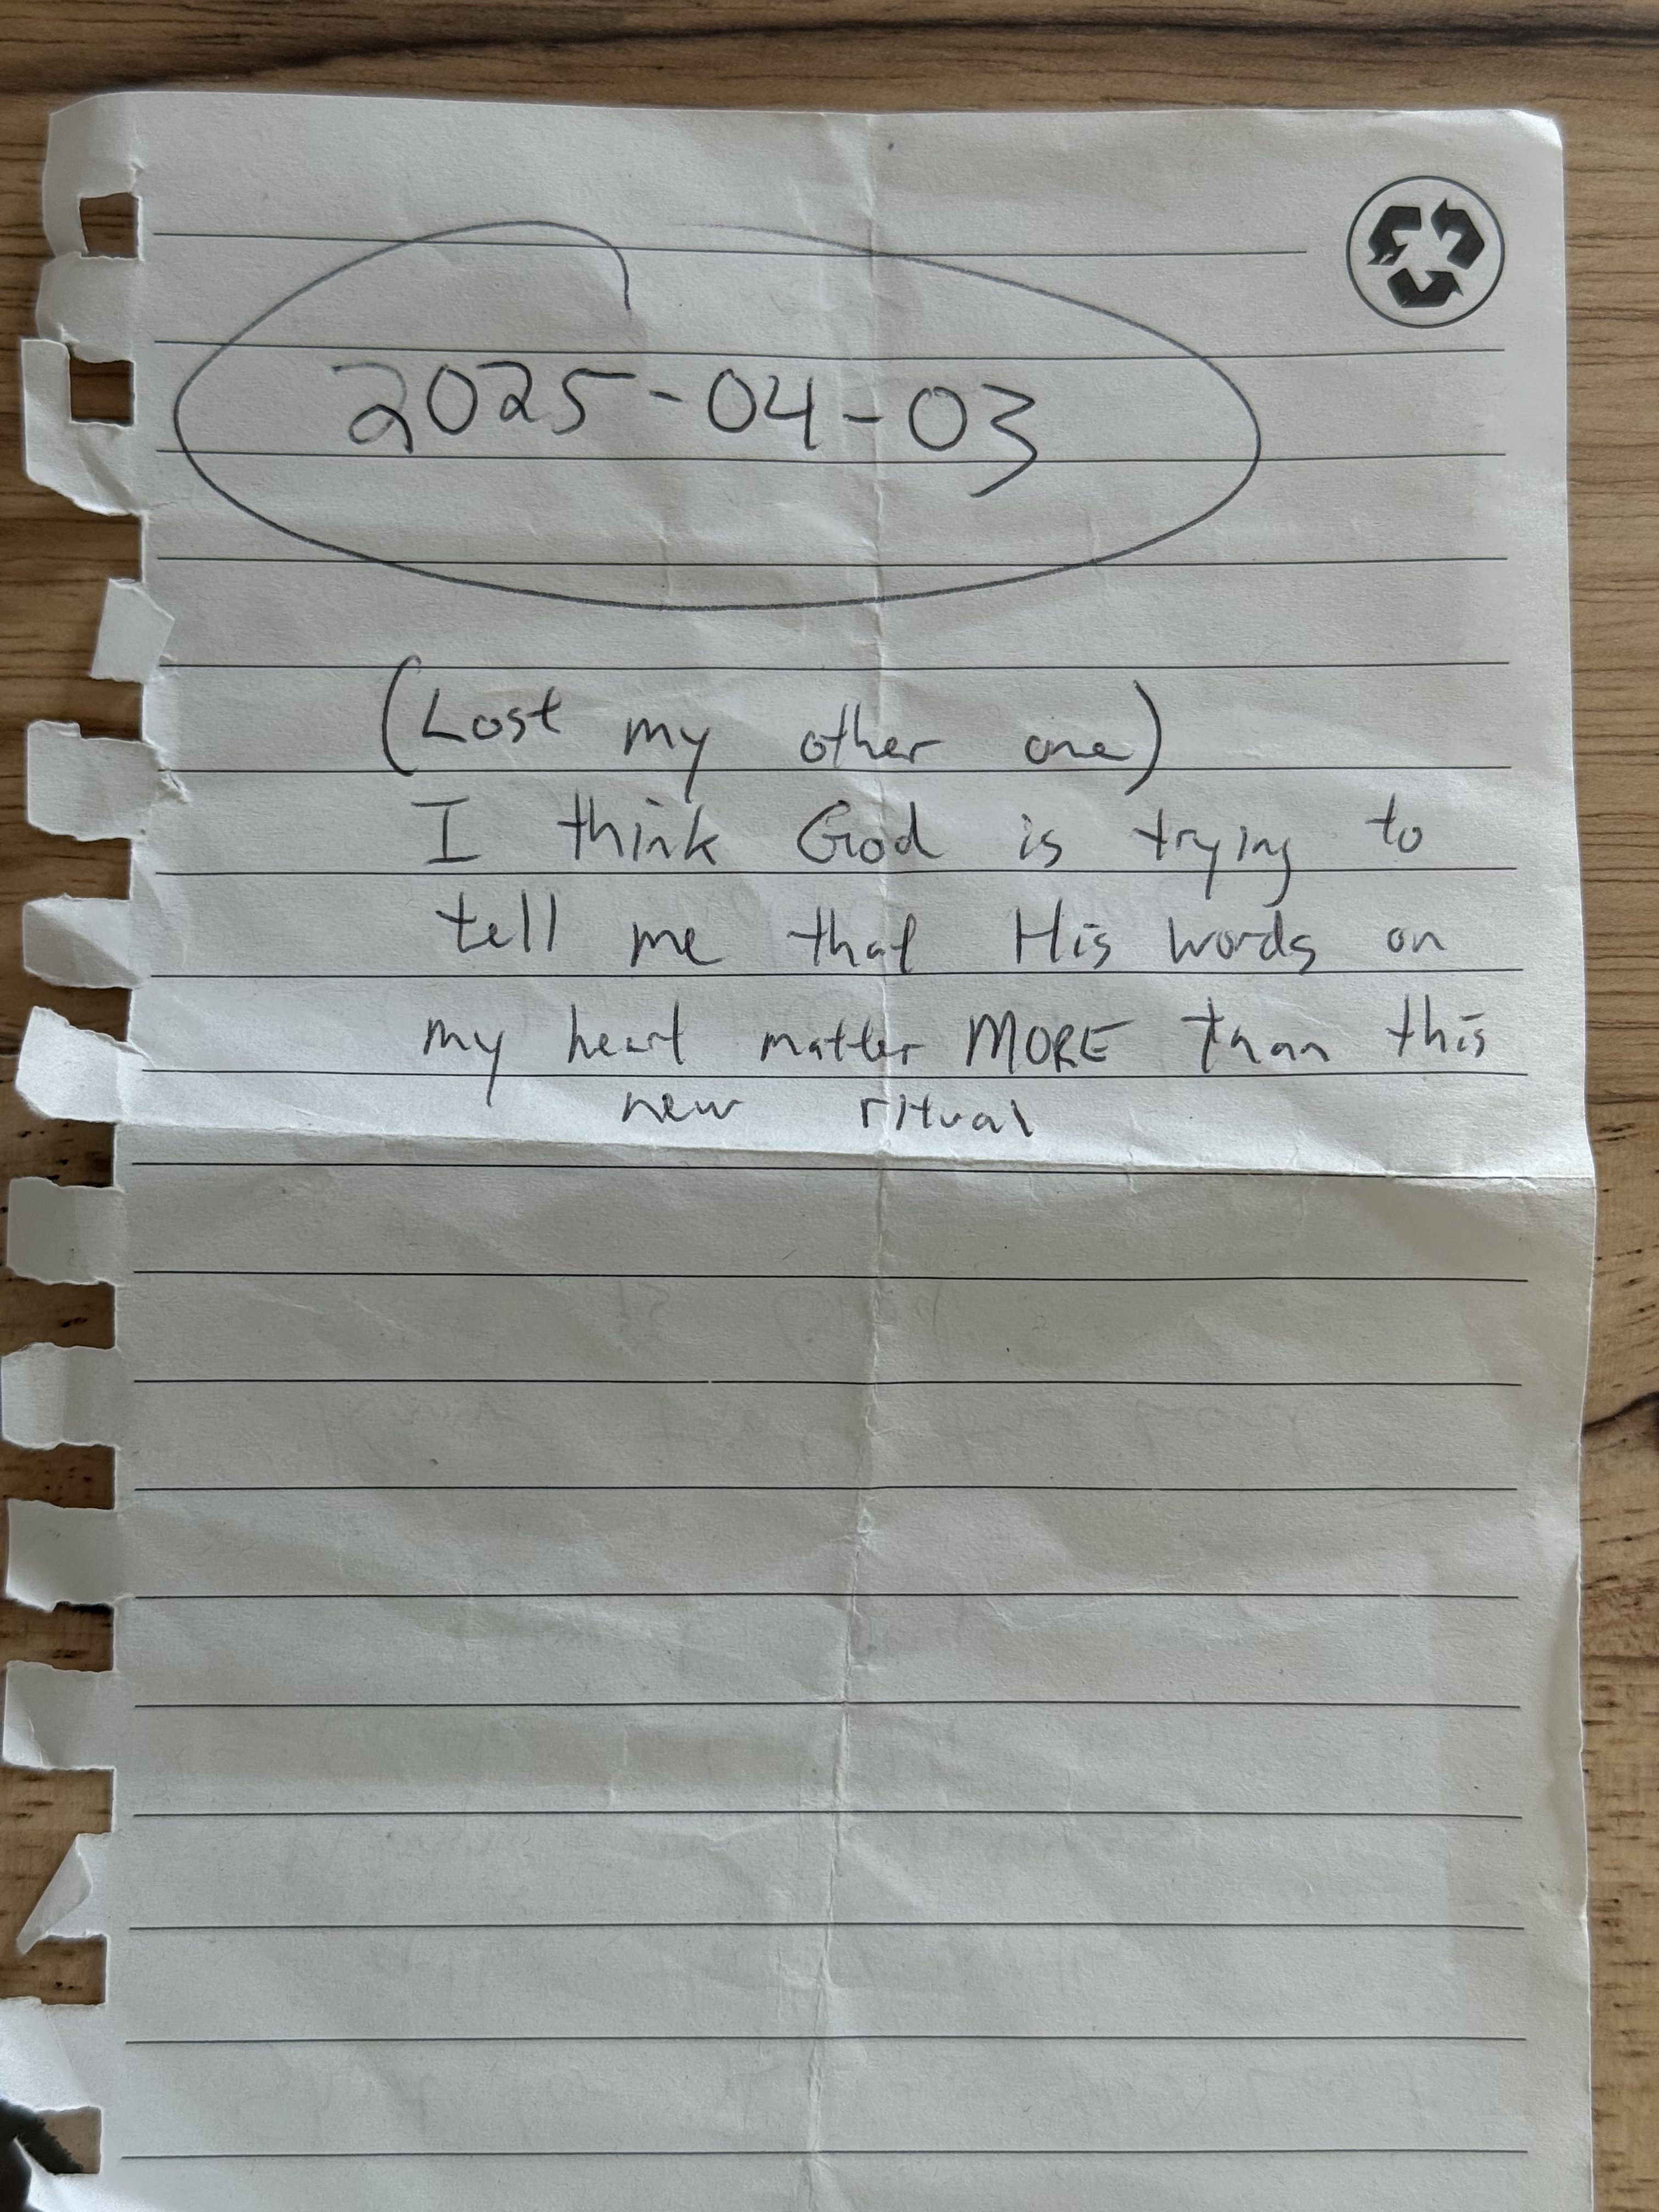 2025-04-03
(Lost my other one)
I think God is trying to
tell me that His words on
my heart matter MORE than this
new ritual